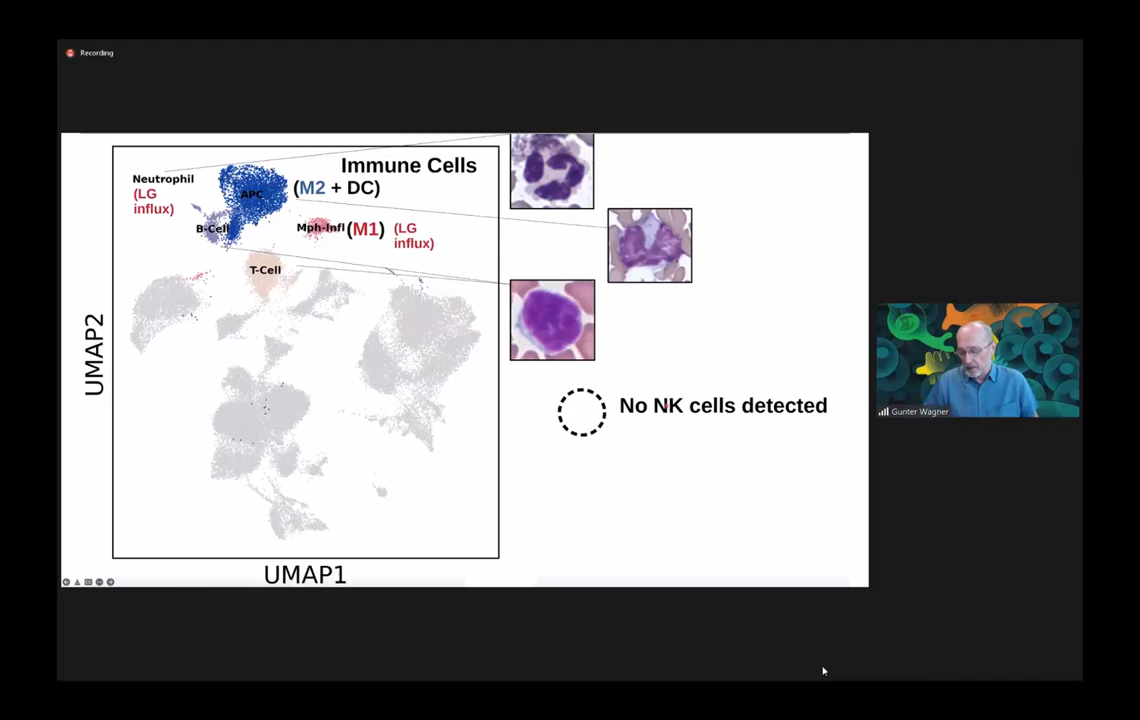 Recording
Immune Cells
Neutrophil
(LG
influx)
APC
(M2 + DC)
B-Cell
Mph-Infl
(M1)
(LG
influx)
T-Cell
UMAP2
No NK cells detected
Gunter Wagner
UMAP1